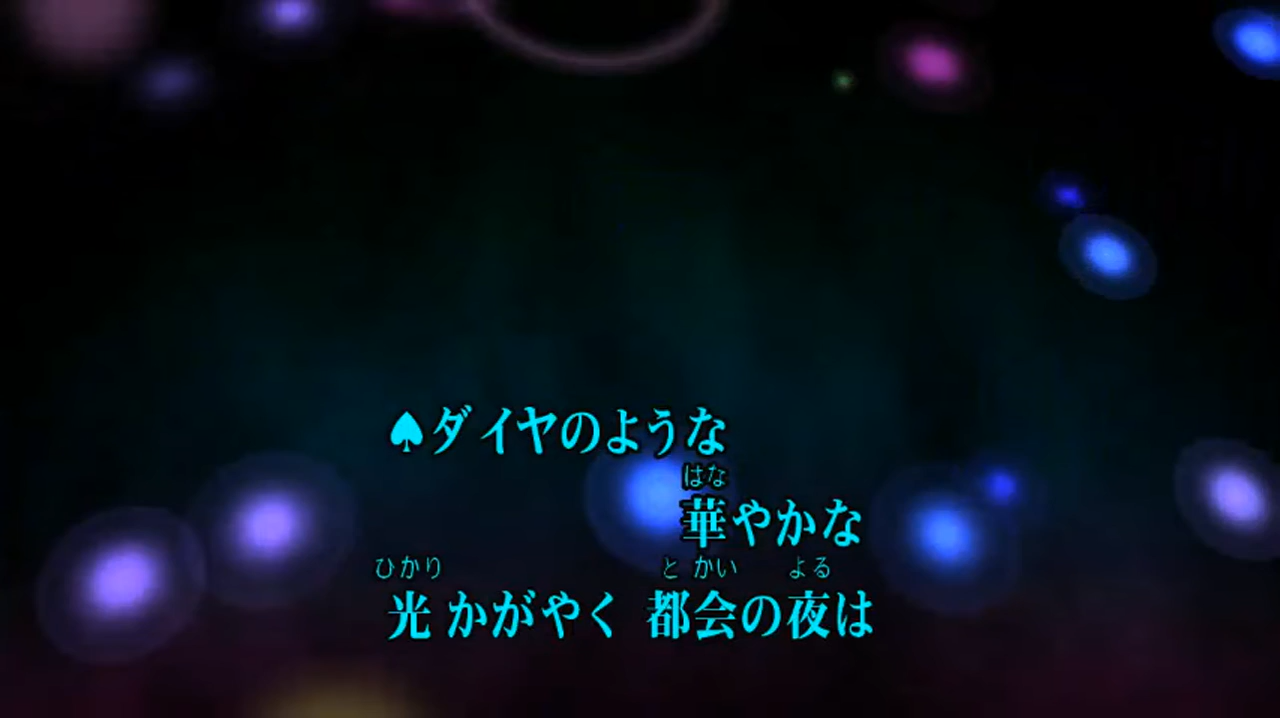 ♠ダイヤのような
はな
華やかな
ひかり とかい よる
光 かがやく 都会の夜は